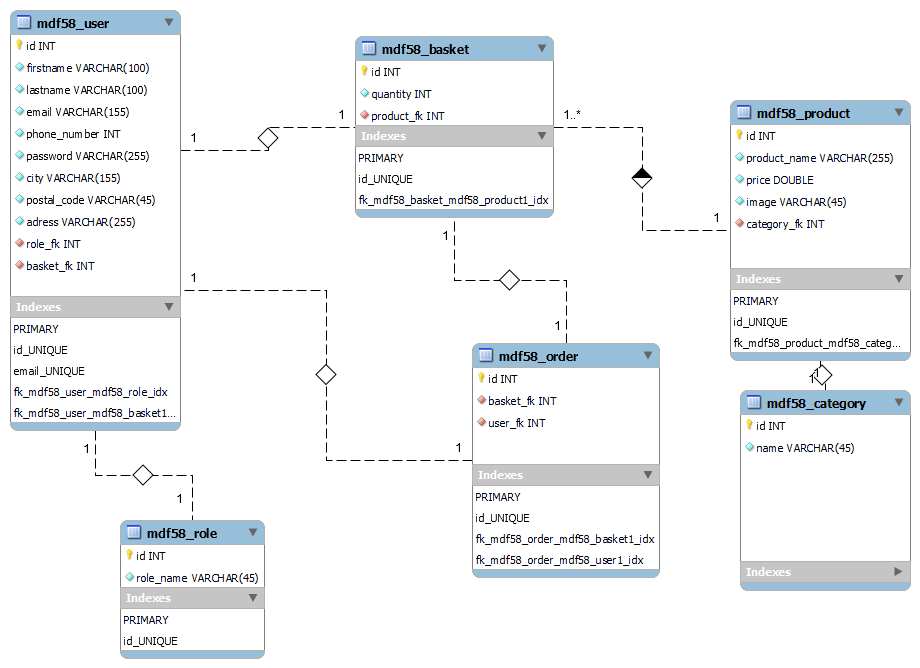 mdf58_user
id INT
firstname VARCHAR(100)
lastname VARCHAR(100)
email VARCHAR(155)
phone_number INT
password VARCHAR(255)
city VARCHAR(155)
postal_code VARCHAR(45)
adress VARCHAR(255)
role_fk INT
basket_fk INT
Indexes
PRIMARY
id_UNIQUE
email_UNIQUE
fk_mdf58_user_mdf58_role_idx
fk_mdf58_user_mdf58_basket1...
1
1
mdf58_basket
id INT
quantity INT
product_fk INT
Indexes
PRIMARY
id_UNIQUE
fk_mdf58_basket_mdf58_product1_idx
1..*
1
mdf58_product
id INT
product_name VARCHAR(255)
price DOUBLE
image VARCHAR(45)
category_fk INT
Indexes
PRIMARY
id_UNIQUE
fk_mdf58_product_mdf58_categ...
1
1
1
1
mdf58_order
id INT
basket_fk INT
user_fk INT
Indexes
PRIMARY
id_UNIQUE
fk_mdf58_order_mdf58_basket1_idx
fk_mdf58_order_mdf58_user1_idx
1
1
mdf58_category
id INT
name VARCHAR(45)
Indexes
1
1
mdf58_role
id INT
role_name VARCHAR(45)
Indexes
PRIMARY
id_UNIQUE